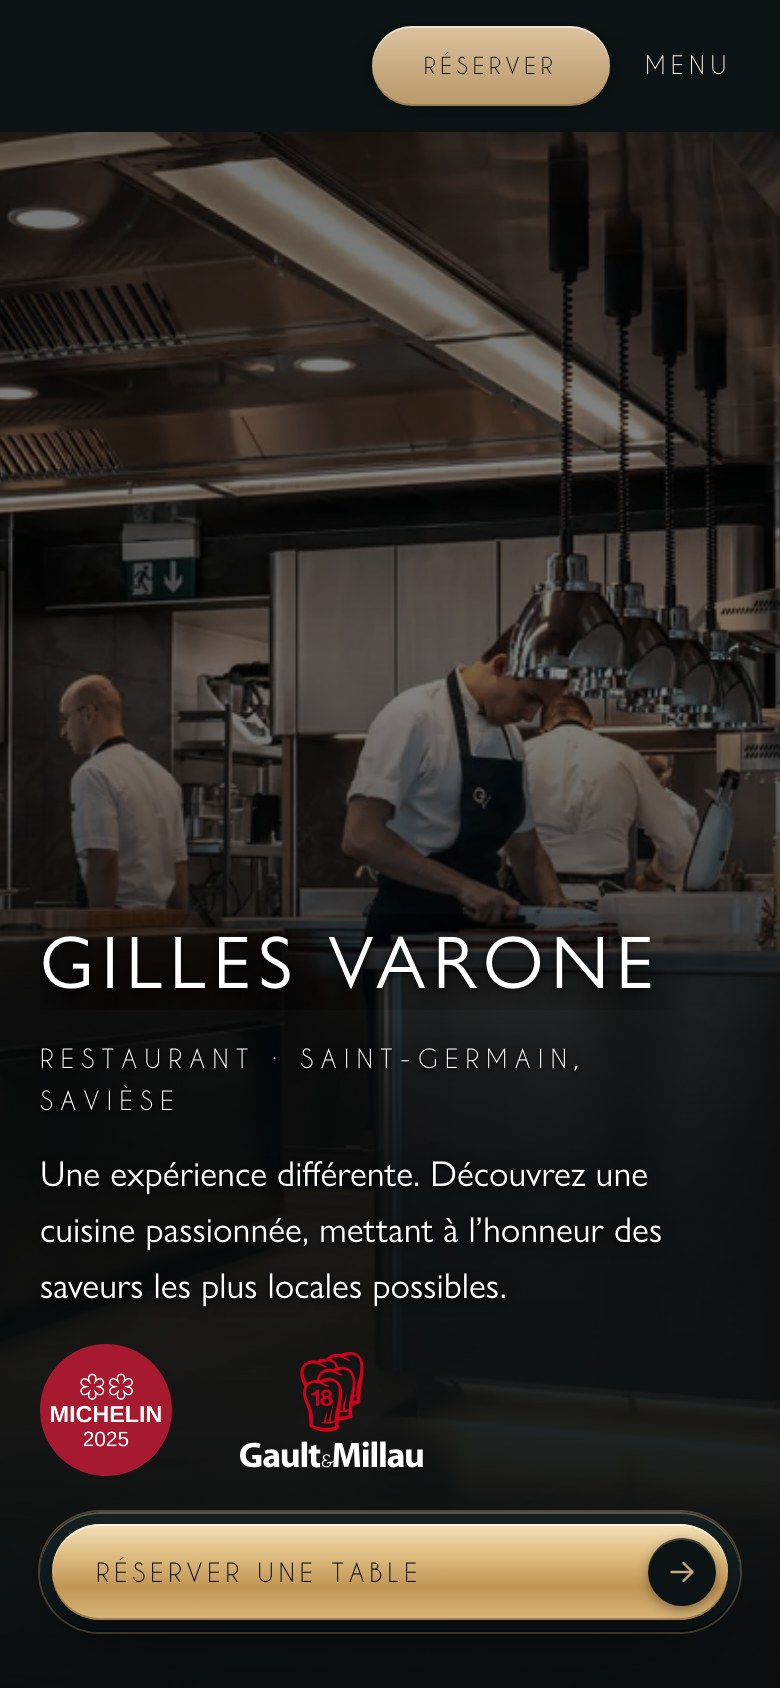 RÉSERVER
MENU
GV
GILLES VARONE
RESTAURANT · SAINT-GERMAIN,
SAVIÈSE
Une expérience différente. Découvrez une
cuisine passionnée, mettant à l’honneur des
saveurs les plus locales possibles.
MICHELIN
2025
18
Gault&Millau
RÉSERVER UNE TABLE